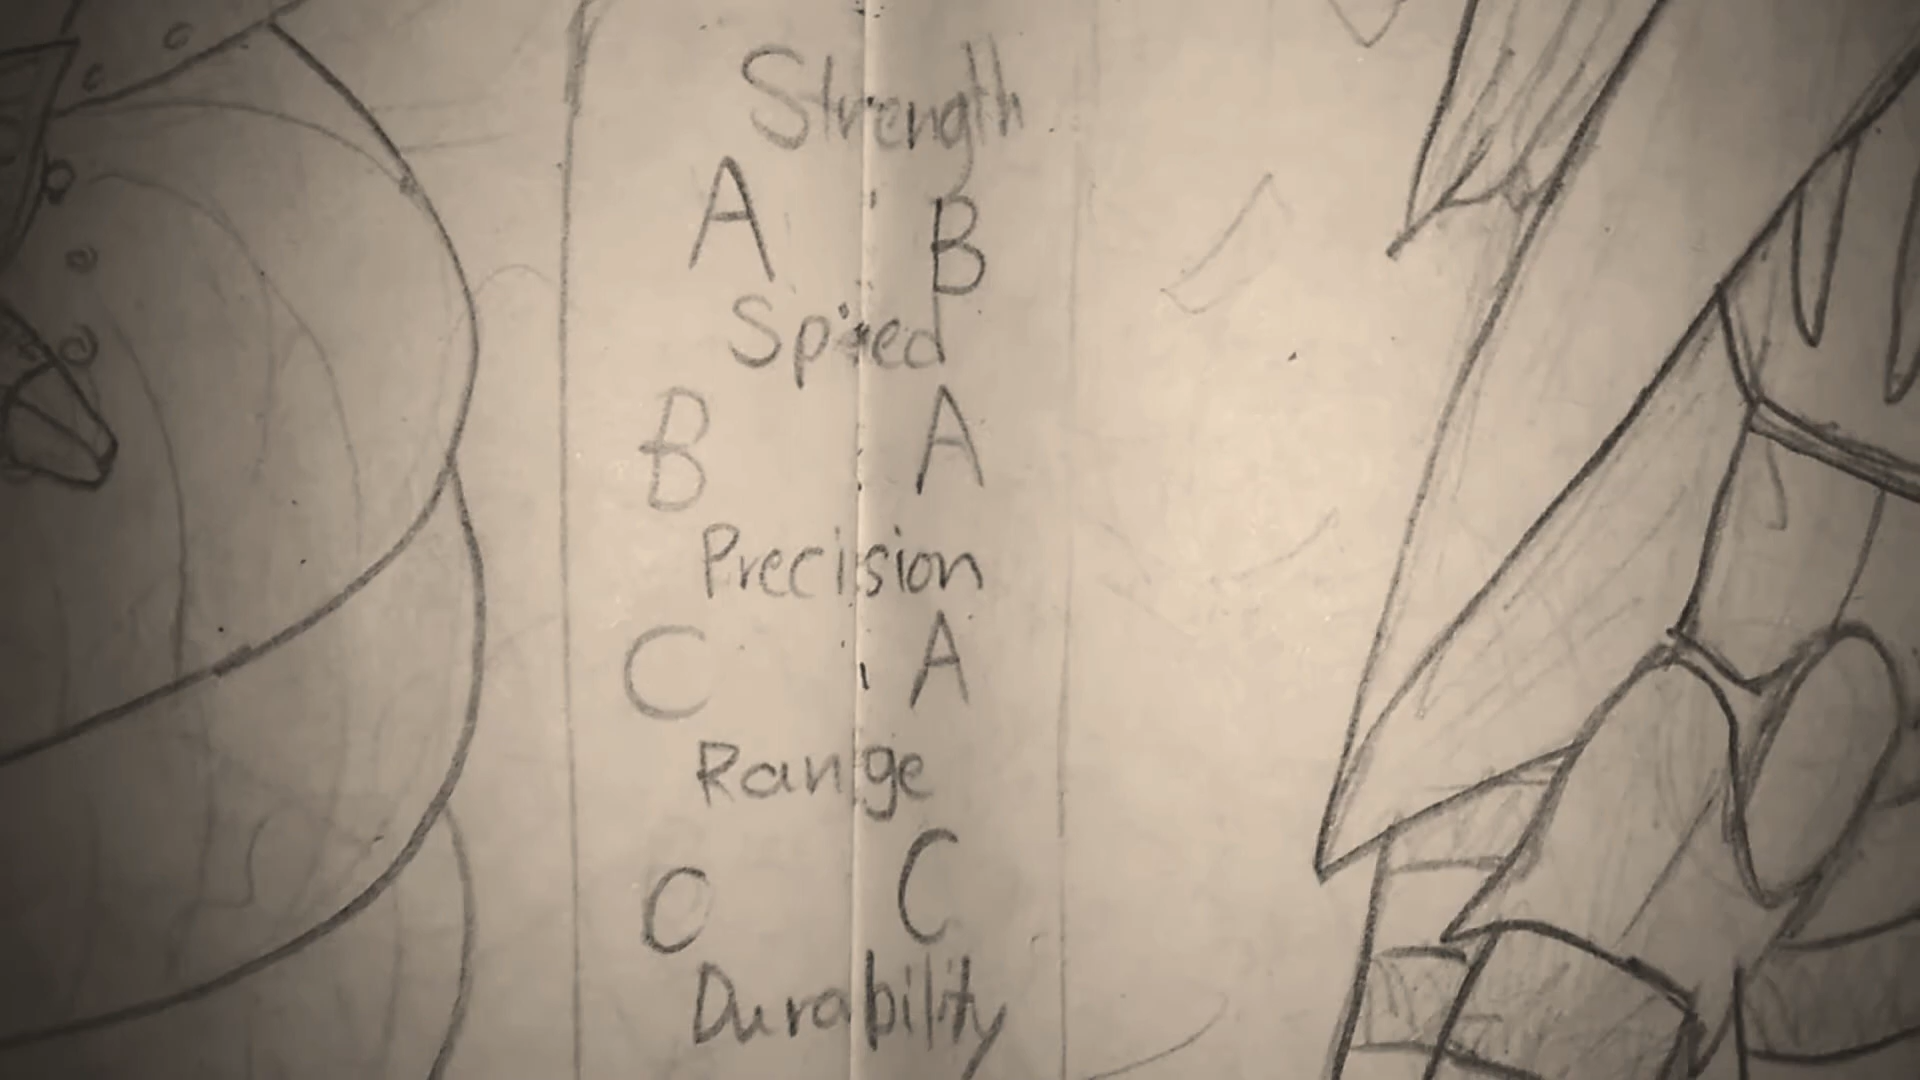 Strength
A B
Speed
B A
Precision
C A
Range
C C
Durability